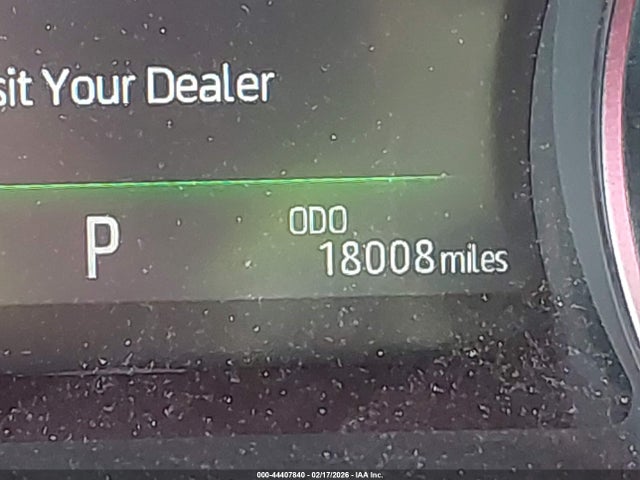 sit Your Dealer
P
ODO
18008 miles
000-44407840 - 02/17/2026 - IAA Inc.